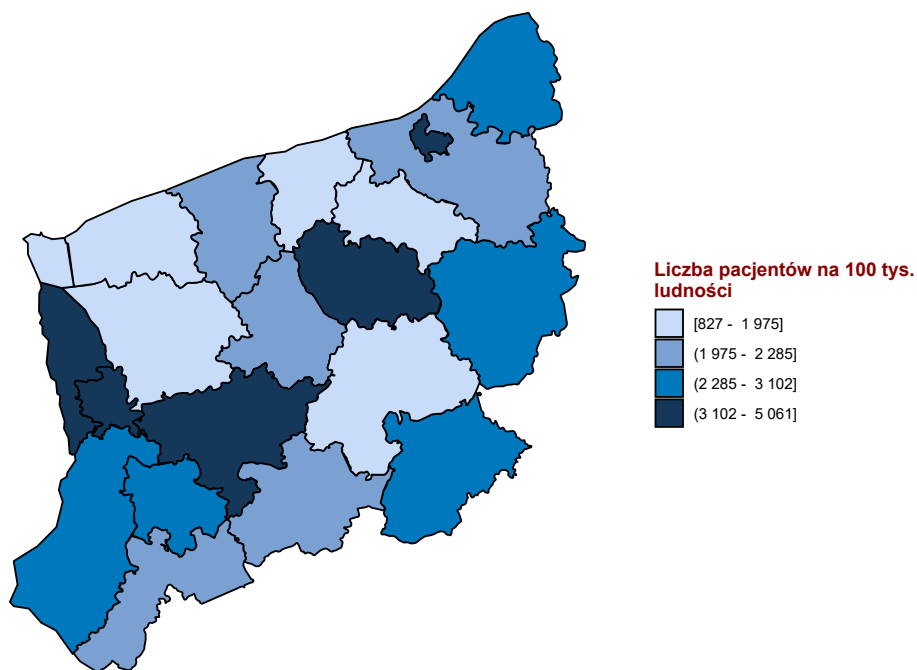 Liczba pacjentów na 100 tys.
ludności
[827 - 1 975]
(1 975 - 2 285]
(2 285 - 3 102]
(3 102 - 5 061]